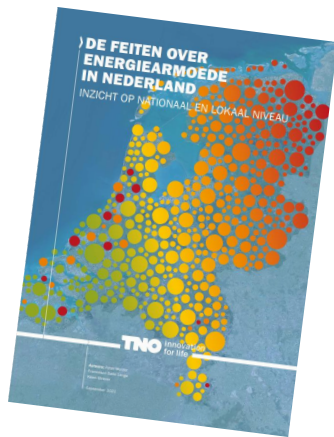 ) DE FEITEN OVER
ENERGIEARMOEDE
IN NEDERLAND
INZICHT OP NATIONAAL EN LOKAAL NIVEAU
TNO innovation
for life